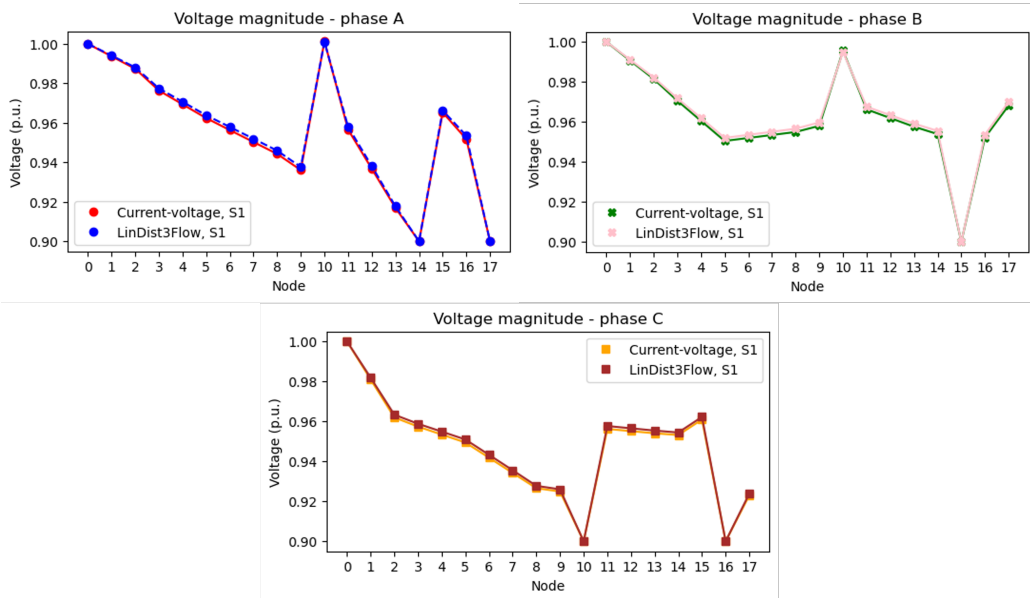 Voltage magnitude - phase A
Voltage (p.u.)
1.00
0.98
0.96
0.94
0.92
0.90
Current-voltage, S1
LinDist3Flow, S1
0 1 2 3 4 5 6 7 8 9 10 11 12 13 14 15 16 17
Node
Voltage magnitude - phase B
Voltage (p.u.)
1.00
0.98
0.96
0.94
0.92
0.90
Current-voltage, S1
LinDist3Flow, S1
0 1 2 3 4 5 6 7 8 9 10 11 12 13 14 15 16 17
Node
Voltage magnitude - phase C
Voltage (p.u.)
1.00
0.98
0.96
0.94
0.92
0.90
Current-voltage, S1
LinDist3Flow, S1
0 1 2 3 4 5 6 7 8 9 10 11 12 13 14 15 16 17
Node